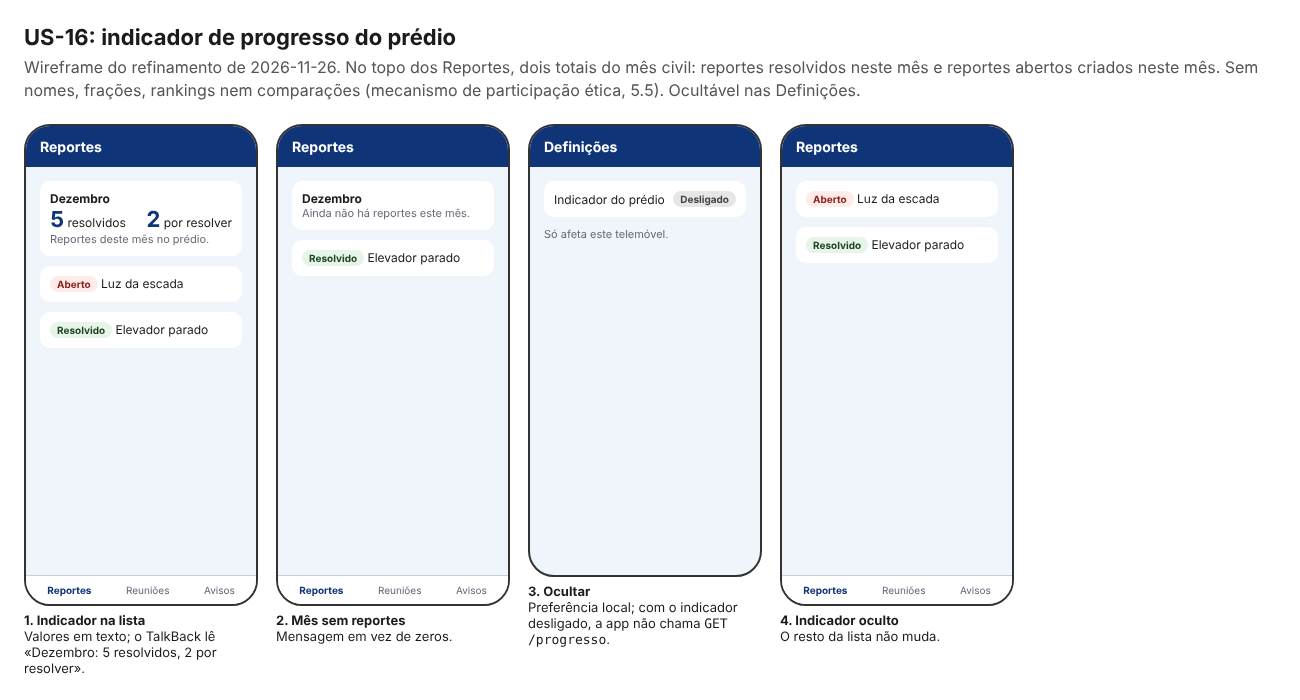 US-16: indicador de progresso do prédio
Wireframe do refinamento de 2026-11-26. No topo dos Reportes, dois totais do mês civil: reportes resolvidos neste mês e reportes abertos criados neste mês. Sem
nomes, frações, rankings nem comparações (mecanismo de participação ética, 5.5). Ocultável nas Definições.
Reportes
Dezembro
5 resolvidos 2 por resolver
Reportes deste mês no prédio.
Aberto Luz da escada
Resolvido Elevador parado
Reportes Reuniões Avisos
1. Indicador na lista
Valores em texto; o TalkBack lê
«Dezembro: 5 resolvidos, 2 por
resolver».
Reportes
Dezembro
Ainda não há reportes este mês.
Resolvido Elevador parado
Reportes Reuniões Avisos
2. Mês sem reportes
Mensagem em vez de zeros.
Definições
Indicador do prédio Desligado
Só afeta este telemóvel.
3. Ocultar
Preferência local; com o indicador
desligado, a app não chama GET
/progresso.
Reportes
Aberto Luz da escada
Resolvido Elevador parado
Reportes Reuniões Avisos
4. Indicador oculto
O resto da lista não muda.